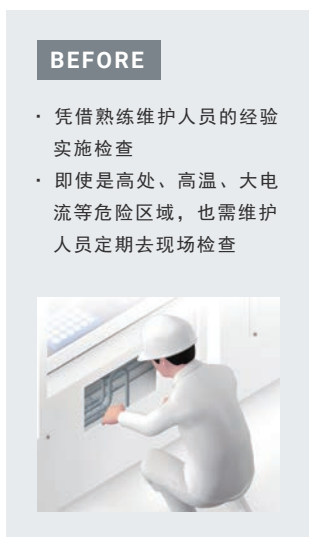 BEFORE
· 凭借熟练维护人员的经验
实施检查
· 即使是高处、高温、大电
流等危险区域，也需维护
人员定期去现场检查